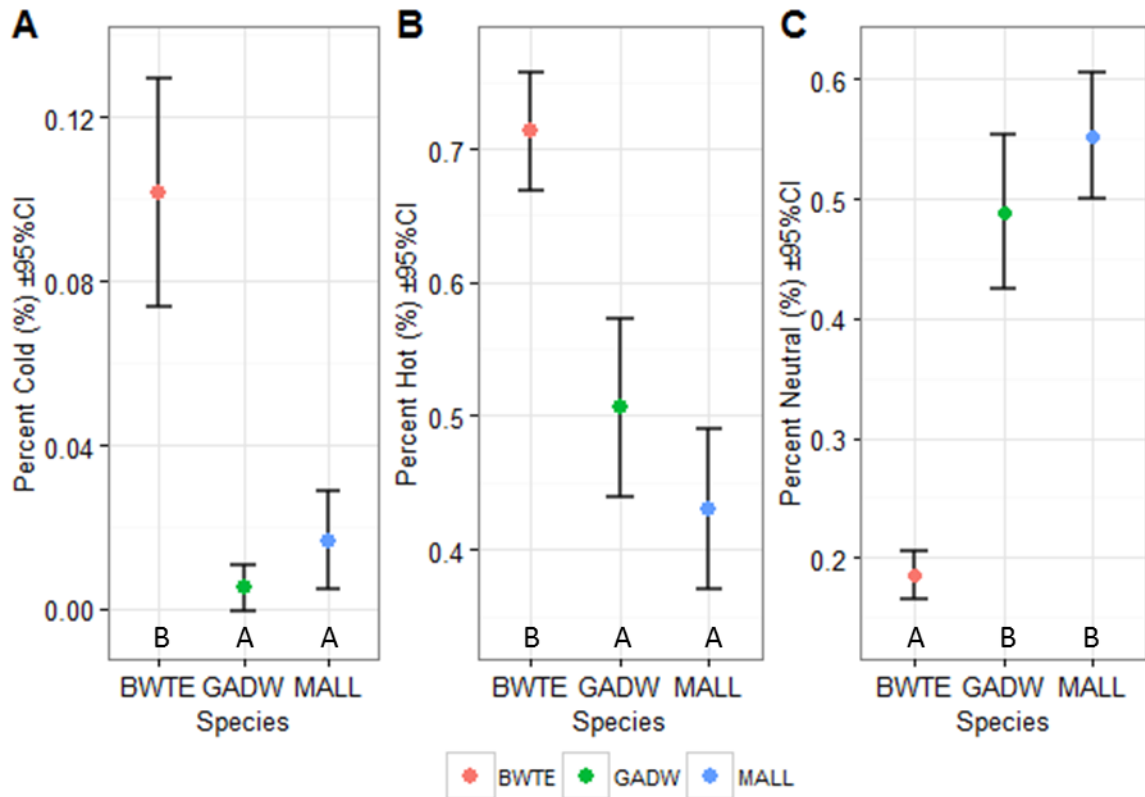 A
Percent Cold (%) ±95%CI
0.12
0.08
0.04
0.00
B A A
BWTE GADW MALL
Species
B
Percent Hot (%) ±95%CI
0.7
0.6
0.5
0.4
B A A
BWTE GADW MALL
Species
C
Percent Neutral (%) ±95%CI
0.6
0.5
0.4
0.3
0.2
A B B
BWTE GADW MALL
Species
BWTE GADW MALL